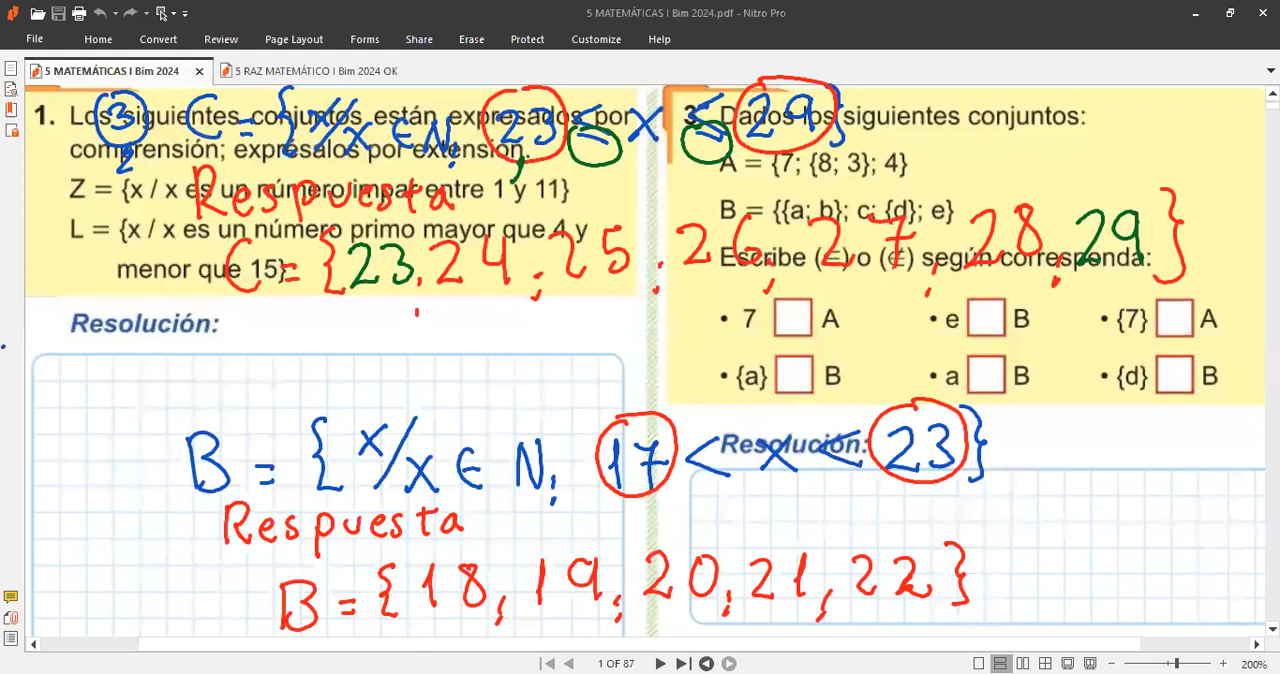 5 MATEMÁTICAS I Bim 2024.pdf - Nitro Pro
File Home Convert Review Page Layout Forms Share Erase Protect Customize Help
5 MATEMÁTICAS I Bim 2024 × 5 RAZ MATEMÁTICO I Bim 2024 OK
1. Los siguientes conjuntos están expresados por
comprensión; expresalos por extensión.
Z = {x / x es un número impar entre 1 y 11}
L = {x / x es un número primo mayor que 4 y
menor que 15}
Resolución:
3. Dados los siguientes conjuntos:
A = {7; {8; 3}; 4}
B = {{a; b}; c; {d}; e}
Escribe (∈) o (∉) según corresponda:
• 7 A • e B • {7} A
• {a} B • a B • {d} B
Resolución:
3 C = {x/x ∈ N; 23 ≤ x ≤ 29}
2
Respuesta
C = {23; 24; 25; 26; 27; 28; 29}
B = {x/x ∈ N; 17 < x < 23}
Respuesta
B = {18; 19; 20; 21; 22}
1 OF 87
200%